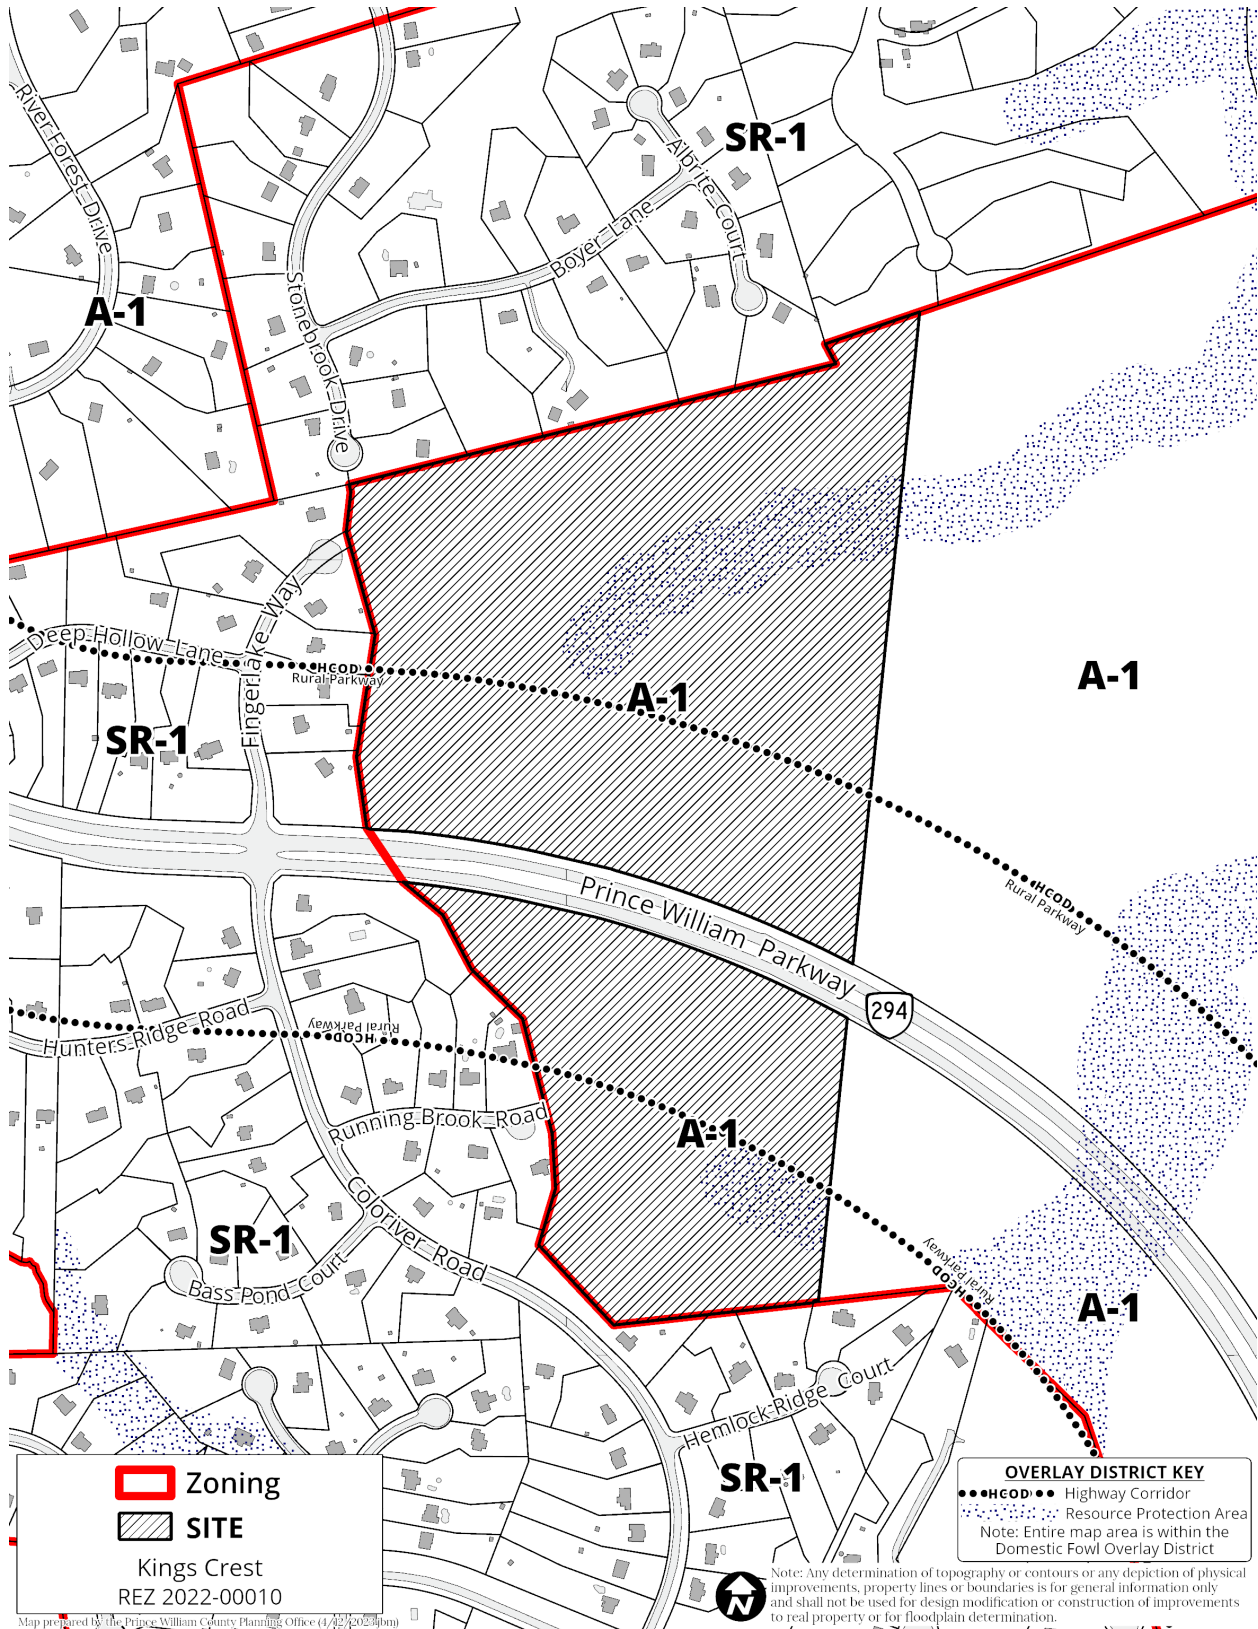 River Forest Drive
SR-1
Albrite Court
Boyer Lane
A-1
Stonebrook Drive
Fingerlake Way
Deep Hollow Lane
HCOD
Rural Parkway
A-1
A-1
SR-1
Prince William Parkway
HCOD
Rural Parkway
294
Hunters Ridge Road
Rural Parkway
HCOD
Running Brook Road
A-1
Coloriver Road
SR-1
Bass Pond Court
Rural Parkway
HCOD
A-1
Hemlock Ridge Court
SR-1
Zoning
SITE
Kings Crest
REZ 2022-00010
Map prepared by the Prince William County Planning Office (4/12/2023jbm)
OVERLAY DISTRICT KEY
HCOD Highway Corridor
Resource Protection Area
Note: Entire map area is within the
Domestic Fowl Overlay District
N
Note: Any determination of topography or contours or any depiction of physical
improvements, property lines or boundaries is for general information only
and shall not be used for design modification or construction of improvements
to real property or for floodplain determination.